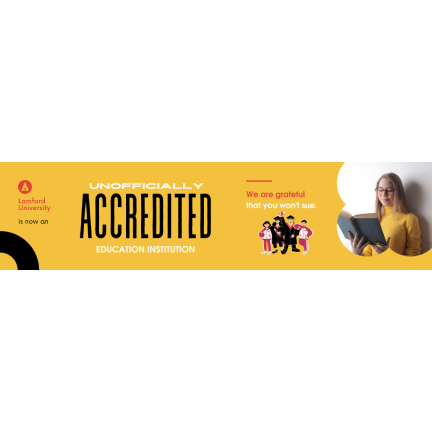 Lamford
University
is now an
UNOFFICIALLY
ACCREDITED
EDUCATION INSTITUTION
We are grateful
that you won't sue.